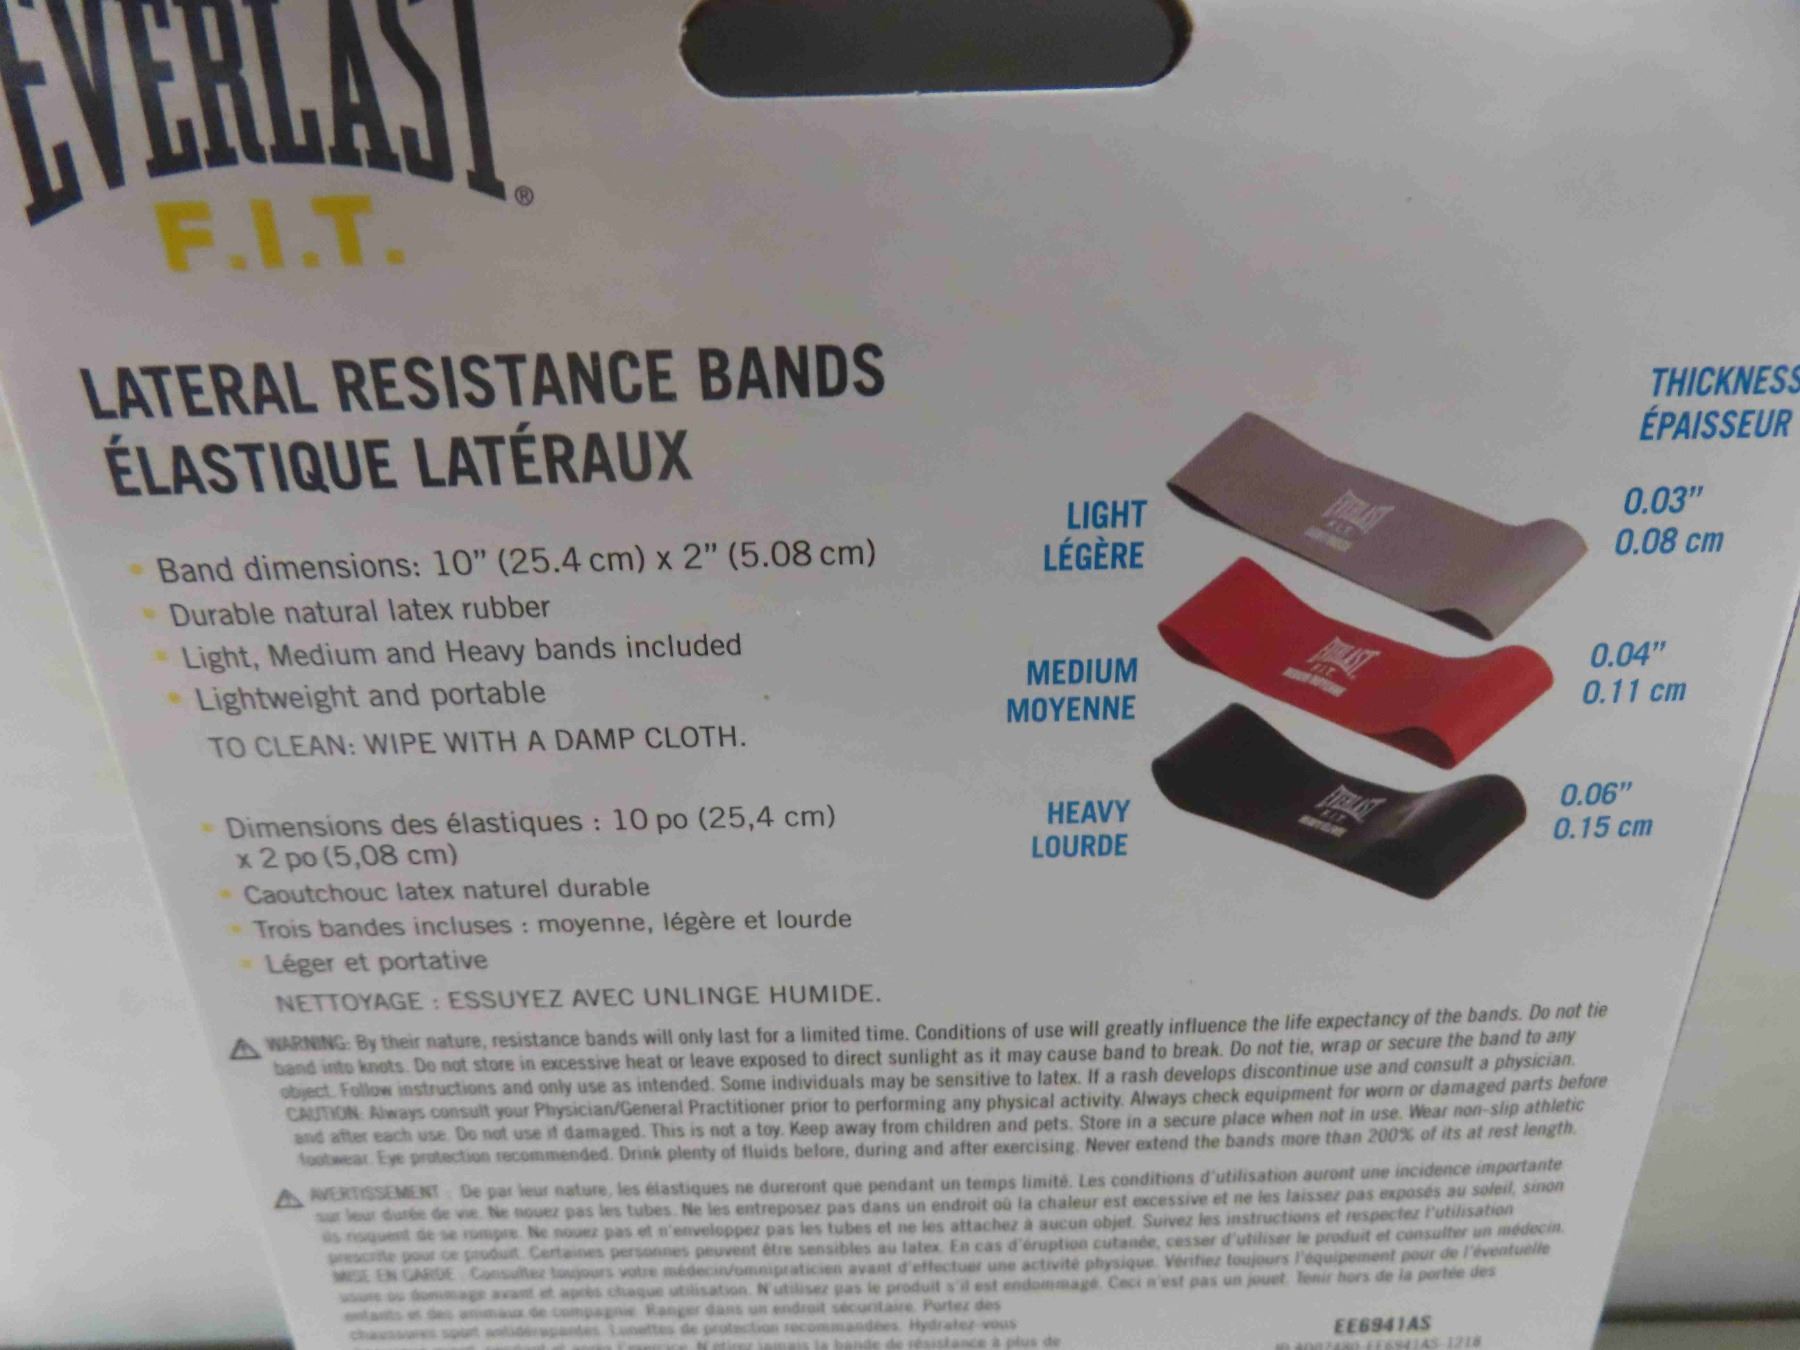 EVERLAST®
F.I.T.
LATERAL RESISTANCE BANDS
ÉLASTIQUE LATÉRAUX
Band dimensions: 10" (25.4 cm) x 2" (5.08 cm)
Durable natural latex rubber
Light, Medium and Heavy bands included
Lightweight and portable
TO CLEAN: WIPE WITH A DAMP CLOTH.
Dimensions des élastiques : 10 po (25,4 cm)
x 2 po (5,08 cm)
Caoutchouc latex naturel durable
Trois bandes incluses : moyenne, légère et lourde
Léger et portative
NETTOYAGE : ESSUYEZ AVEC UNLINGE HUMIDE.
THICKNESS
ÉPAISSEUR
LIGHT
LÉGÈRE
EVERLAST
F.I.T.
0.03"
0.08 cm
MEDIUM
MOYENNE
EVERLAST
F.I.T.
MEDIUM/MOYENNE
0.04"
0.11 cm
HEAVY
LOURDE
EVERLAST
F.I.T.
0.06"
0.15 cm
WARNING: By their nature, resistance bands will only last for a limited time. Conditions of use will greatly influence the life expectancy of the bands. Do not tie
band into knots. Do not store in excessive heat or leave exposed to direct sunlight as it may cause band to break. Do not tie, wrap or secure the band to any
object. Follow instructions and only use as intended. Some individuals may be sensitive to latex. If a rash develops discontinue use and consult a physician.
CAUTION: Always consult your Physician/General Practitioner prior to performing any physical activity. Always check equipment for worn or damaged parts before
and after each use. Do not use if damaged. This is not a toy. Keep away from children and pets. Store in a secure place when not in use. Wear non-slip athletic
footwear. Eye protection recommended. Drink plenty of fluids before, during and after exercising. Never extend the bands more than 200% of its at rest length.
AVERTISSEMENT : De par leur nature, les élastiques ne dureront que pendant un temps limité. Les conditions d'utilisation auront une incidence importante
sur leur durée de vie. Ne nouez pas les tubes. Ne les entreposez pas dans un endroit où la chaleur est excessive et ne les laissez pas exposés au soleil, sinon
ils risquent de se rompre. Ne nouez pas et n'enveloppez pas les tubes et ne les attachez à aucun objet. Suivez les instructions et respectez l'utilisation
prescrite pour ce produit. Certaines personnes peuvent être sensibles au latex. En cas d'éruption cutanée, cesser d'utiliser le produit et consulter un médecin.
MISE EN GARDE : Consultez toujours votre médecin/omnipraticien avant d'effectuer une activité physique. Vérifiez toujours l'équipement pour de l'éventuelle
usure ou dommage avant et après chaque utilisation. N'utilisez pas le produit s'il est endommagé. Ceci n'est pas un jouet. Tenir hors de la portée des
enfants et des animaux de compagnie. Ranger dans un endroit sécuritaire. Portez des
chaussures sport antidérapantes. Lunettes de protection recommandées. Hydratez-vous
jamais la bande de résistance à plus de
EE6941AS